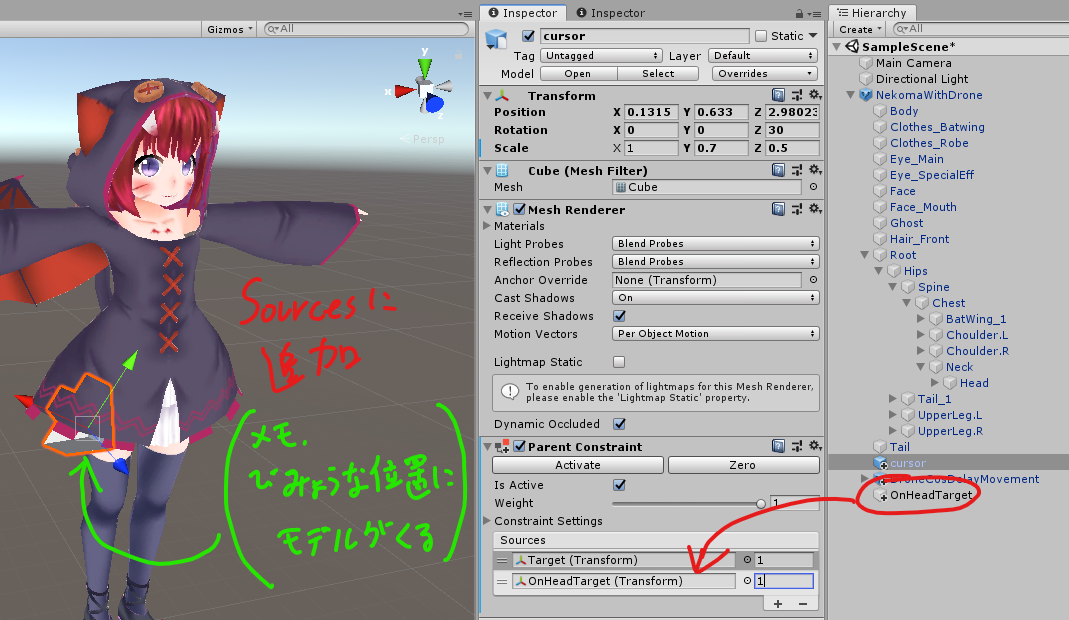 Gizmos
All
y
x
z
Persp
Sourcesに
追加
メモ.
びみょうな位置に
モデルがくる
Inspector
Inspector
cursor
Static
Tag
Untagged
Layer
Default
Model
Open
Select
Overrides
Transform
Position X 0.1315 Y 0.633 Z 2.98023
Rotation X 0 Y 0 Z 30
Scale X 1 Y 0.7 Z 0.5
Cube (Mesh Filter)
Mesh
Cube
Mesh Renderer
Materials
Light Probes
Blend Probes
Reflection Probes
Blend Probes
Anchor Override
None (Transform)
Cast Shadows
On
Receive Shadows
Motion Vectors
Per Object Motion
Lightmap Static
To enable generation of lightmaps for this Mesh Renderer,
please enable the 'Lightmap Static' property.
Dynamic Occluded
Parent Constraint
Activate
Zero
Is Active
Weight
1
Constraint Settings
Sources
Target (Transform)
1
OnHeadTarget (Transform)
1
Hierarchy
Create
All
SampleScene*
Main Camera
Directional Light
NekomaWithDrone
Body
Clothes_Batwing
Clothes_Robe
Eye_Main
Eye_SpecialEff
Face
Face_Mouth
Ghost
Hair_Front
Root
Hips
Spine
Chest
BatWing_1
Choulder.L
Choulder.R
Neck
Head
Tail_1
UpperLeg.L
UpperLeg.R
Tail
cursor
DroneCosDelayMovement
OnHeadTarget